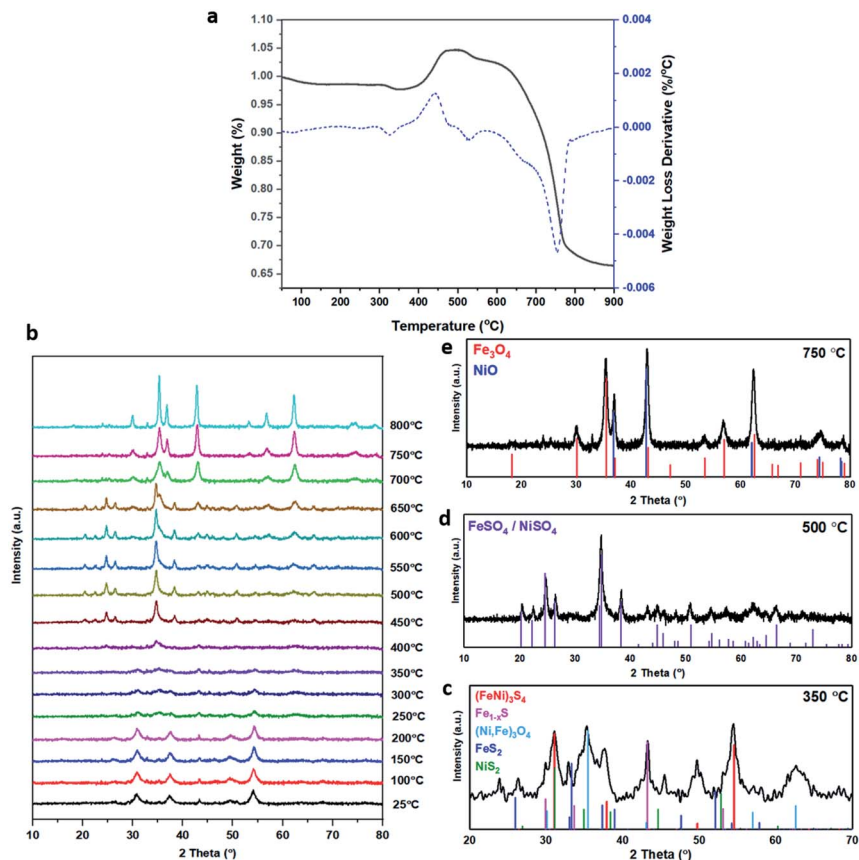 a
1.10
1.05
1.00
0.95
0.90
0.85
0.80
0.75
0.70
0.65
Weight (%)
0.004
0.002
0.000
-0.002
-0.004
-0.006
Weight Loss Derivative (%/°C)
100 200 300 400 500 600 700 800 900
Temperature (°C)
b
Intensity (a.u.)
800°C
750°C
700°C
650°C
600°C
550°C
500°C
450°C
400°C
350°C
300°C
250°C
200°C
150°C
100°C
25°C
10 20 30 40 50 60 70 80
2 Theta (°)
e
Fe₃O₄
NiO
750 °C
Intensity (a.u.)
10 20 30 40 50 60 70 80
2 Theta (°)
d
FeSO₄ / NiSO₄
500 °C
Intensity (a.u.)
10 20 30 40 50 60 70 80
2 Theta (°)
c
(FeNi)₃S₄
Fe₁₋ₓS
(Ni,Fe)₃O₄
FeS₂
NiS₂
350 °C
Intensity (a.u.)
20 30 40 50 60 70
2 Theta (°)